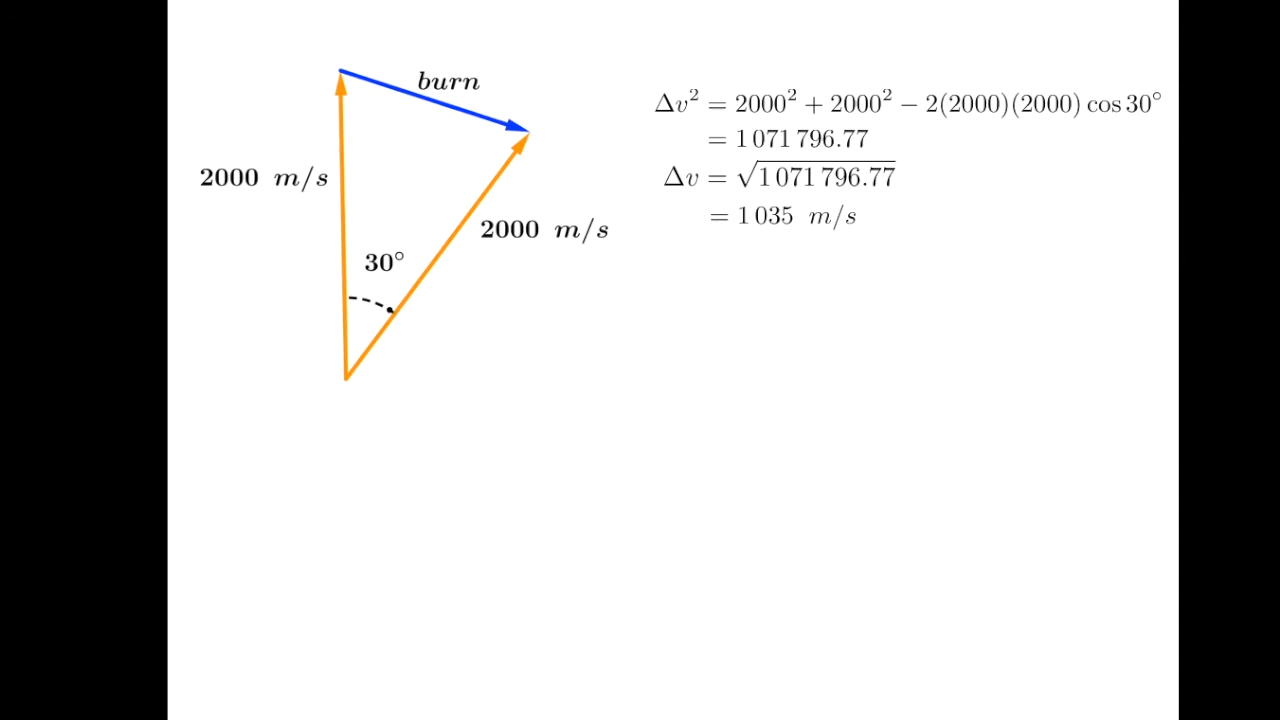 burn
2000 m/s
2000 m/s
30°
Δv² = 2000² + 2000² − 2(2000)(2000) cos 30°
= 1 071 796.77
Δv = √1 071 796.77
= 1 035 m/s